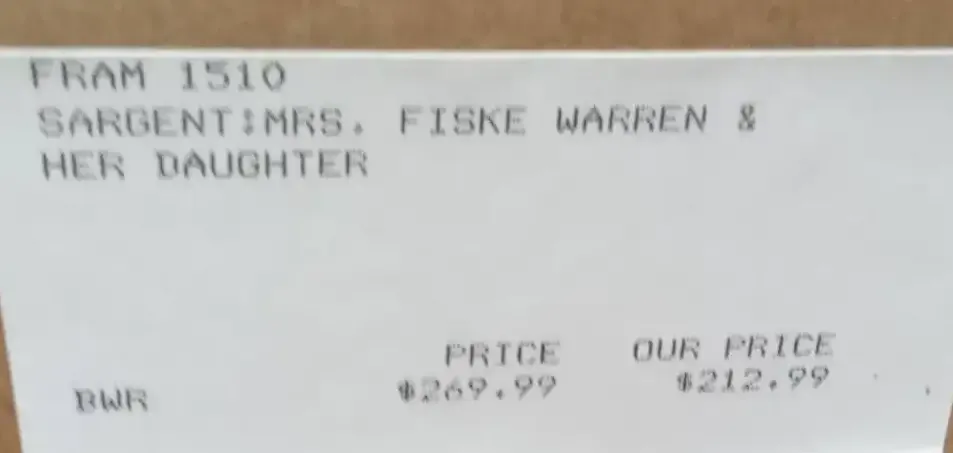 FRAM 1510
SARGENT:MRS. FISKE WARREN &
HER DAUGHTER
PRICE OUR PRICE
BWR $269.99 $212.99